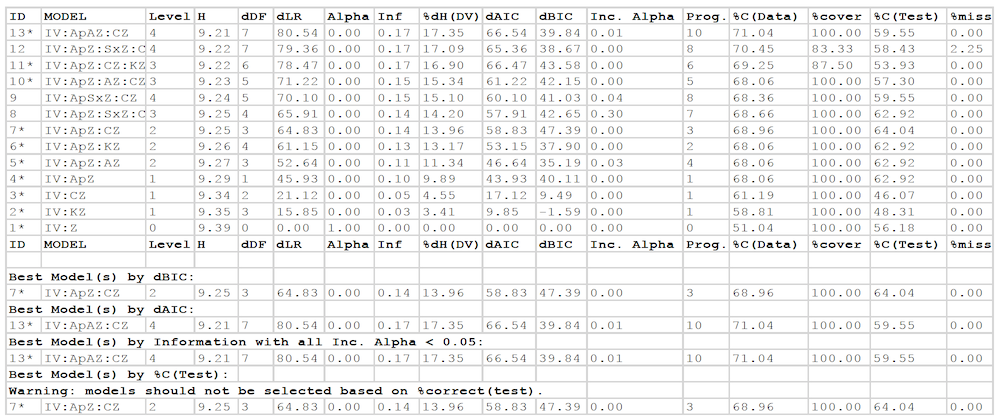 ID MODEL Level H dDF dLR Alpha Inf %dH(DV) dAIC dBIC Inc. Alpha Prog. %C(Data) %cover %C(Test) %miss
13* IV:ApAZ:CZ 4 9.21 7 80.54 0.00 0.17 17.35 66.54 39.84 0.01 10 71.04 100.00 59.55 0.00
12 IV:ApZ:SxZ:C 4 9.22 7 79.36 0.00 0.17 17.09 65.36 38.67 0.00 8 70.45 83.33 58.43 2.25
11* IV:ApZ:CZ:KZ 3 9.22 6 78.47 0.00 0.17 16.90 66.47 43.58 0.00 6 69.25 87.50 53.93 0.00
10* IV:ApZ:AZ:CZ 3 9.23 5 71.22 0.00 0.15 15.34 61.22 42.15 0.00 5 68.06 100.00 57.30 0.00
9 IV:ApSxZ:CZ 4 9.24 5 70.10 0.00 0.15 15.10 60.10 41.03 0.04 8 68.36 100.00 59.55 0.00
8 IV:ApZ:SxZ:C 3 9.25 4 65.91 0.00 0.14 14.20 57.91 42.65 0.30 7 68.66 100.00 62.92 0.00
7* IV:ApZ:CZ 2 9.25 3 64.83 0.00 0.14 13.96 58.83 47.39 0.00 3 68.96 100.00 64.04 0.00
6* IV:ApZ:KZ 2 9.26 4 61.15 0.00 0.13 13.17 53.15 37.90 0.00 2 68.06 100.00 62.92 0.00
5* IV:ApZ:AZ 2 9.27 3 52.64 0.00 0.11 11.34 46.64 35.19 0.03 4 68.06 100.00 62.92 0.00
4* IV:ApZ 1 9.29 1 45.93 0.00 0.10 9.89 43.93 40.11 0.00 1 68.06 100.00 62.92 0.00
3* IV:CZ 1 9.34 2 21.12 0.00 0.05 4.55 17.12 9.49 0.00 1 61.19 100.00 46.07 0.00
2* IV:KZ 1 9.35 3 15.85 0.00 0.03 3.41 9.85 -1.59 0.00 1 58.81 100.00 48.31 0.00
1* IV:Z 0 9.39 0 0.00 1.00 0.00 0.00 0.00 0.00 0.00 0 51.04 100.00 56.18 0.00
ID MODEL Level H dDF dLR Alpha Inf %dH(DV) dAIC dBIC Inc. Alpha Prog. %C(Data) %cover %C(Test) %miss
Best Model(s) by dBIC:
7* IV:ApZ:CZ 2 9.25 3 64.83 0.00 0.14 13.96 58.83 47.39 0.00 3 68.96 100.00 64.04 0.00
Best Model(s) by dAIC:
13* IV:ApAZ:CZ 4 9.21 7 80.54 0.00 0.17 17.35 66.54 39.84 0.01 10 71.04 100.00 59.55 0.00
Best Model(s) by Information with all Inc. Alpha < 0.05:
13* IV:ApAZ:CZ 4 9.21 7 80.54 0.00 0.17 17.35 66.54 39.84 0.01 10 71.04 100.00 59.55 0.00
Best Model(s) by %C(Test):
Warning: models should not be selected based on %correct(test).
7* IV:ApZ:CZ 2 9.25 3 64.83 0.00 0.14 13.96 58.83 47.39 0.00 3 68.96 100.00 64.04 0.00